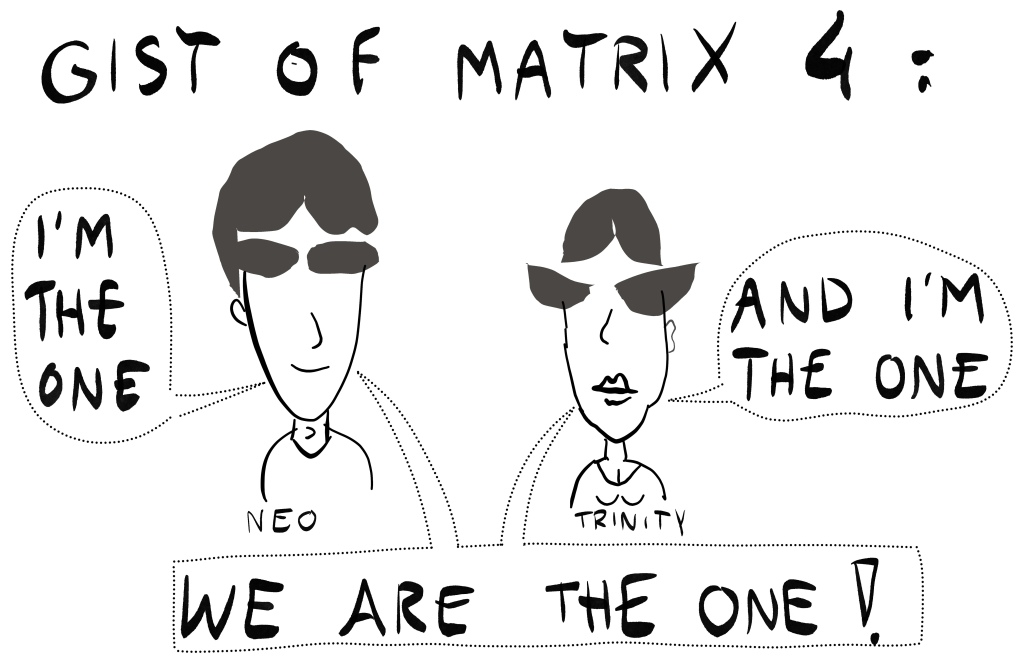 GIST OF MATRIX 4 :
I'M
THE
ONE
AND I'M
THE ONE
NEO
TRINITY
WE ARE THE ONE!